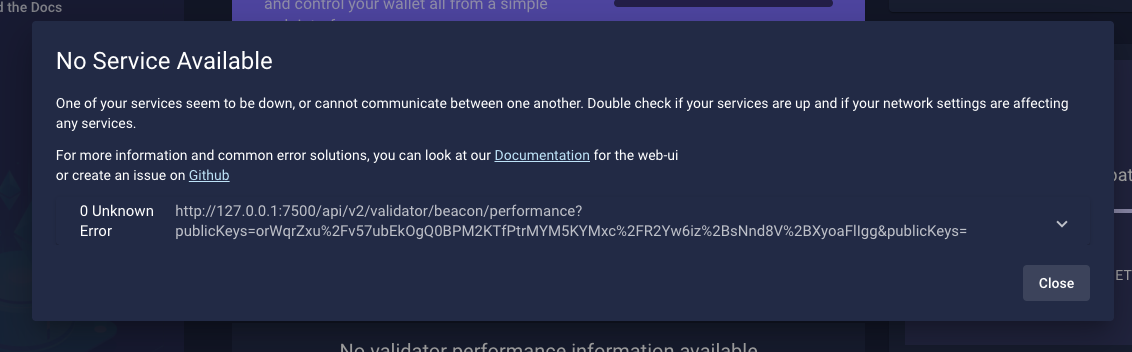 d the Docs
and control your wallet all from a simple
No Service Available
One of your services seem to be down, or cannot communicate between one another. Double check if your services are up and if your network settings are affecting
any services.
For more information and common error solutions, you can look at our Documentation for the web-ui
or create an issue on Github
0 Unknown
Error
http://127.0.0.1:7500/api/v2/validator/beacon/performance?
publicKeys=orWqrZxu%2Fv57ubEkOgQ0BPM2KTfPtrMYM5KYMxc%2FR2Yw6iz%2BsNnd8V%2BXyoaFlIgg&publicKeys=
Close
No validator performance information available